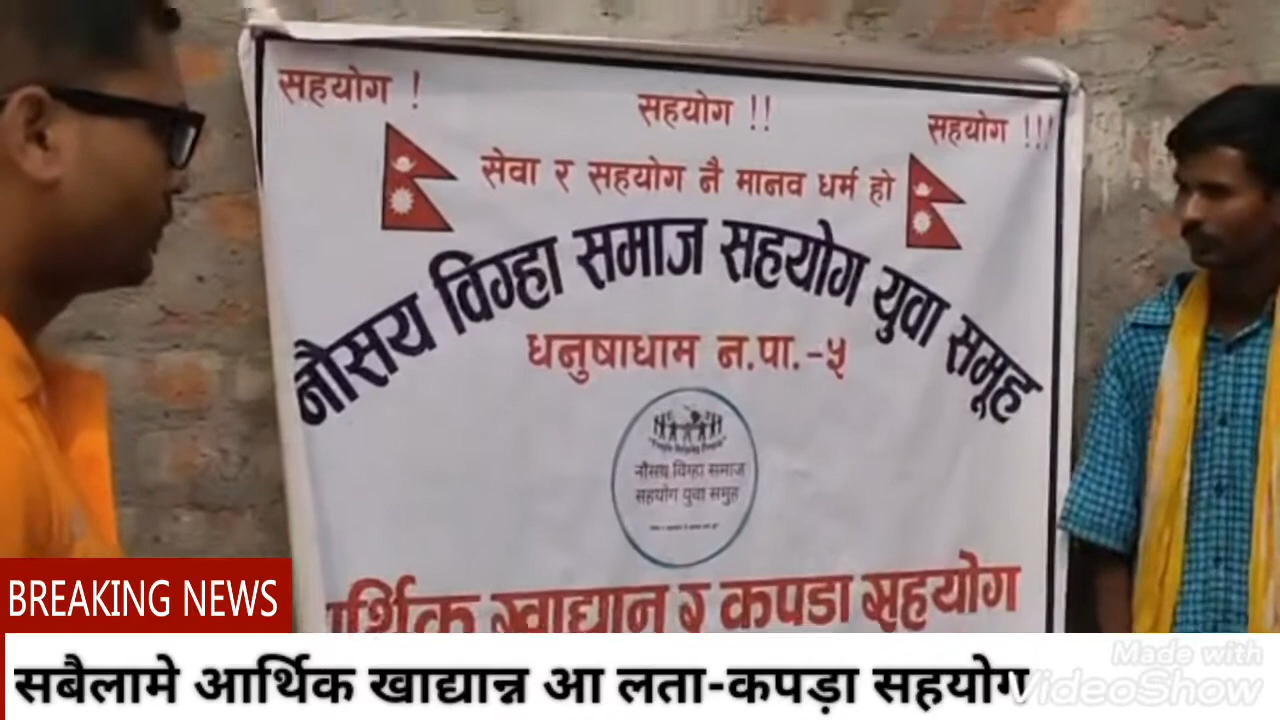 सहयोग ! सहयोग !! सहयोग !!!
सेवा र सहयोग नै मानव धर्म हो
नौसय विग्हा समाज सहयोग युवा समूह
धनुषाधाम न.पा.-५
नौसय विग्हा समाज
सहयोग युवा समुह
र्थिक खाद्यान्न र कपडा सहयोग
BREAKING NEWS
सबैलामे आर्थिक खाद्यान्न आ लता-कपड़ा सहयोग
Made with
VideoShow